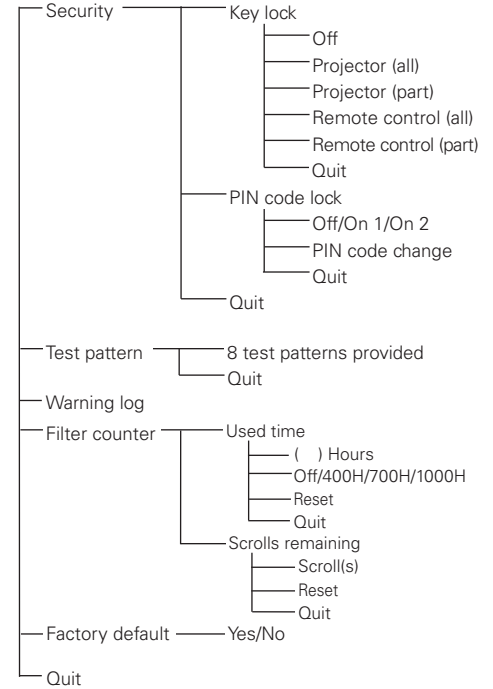 Security
Key lock
Off
Projector (all)
Projector (part)
Remote control (all)
Remote control (part)
Quit
PIN code lock
Off/On 1/On 2
PIN code change
Quit
Quit
Test pattern
8 test patterns provided
Quit
Warning log
Filter counter
Used time
( ) Hours
Off/400H/700H/1000H
Reset
Quit
Scrolls remaining
Scroll(s)
Reset
Quit
Factory default
Yes/No
Quit